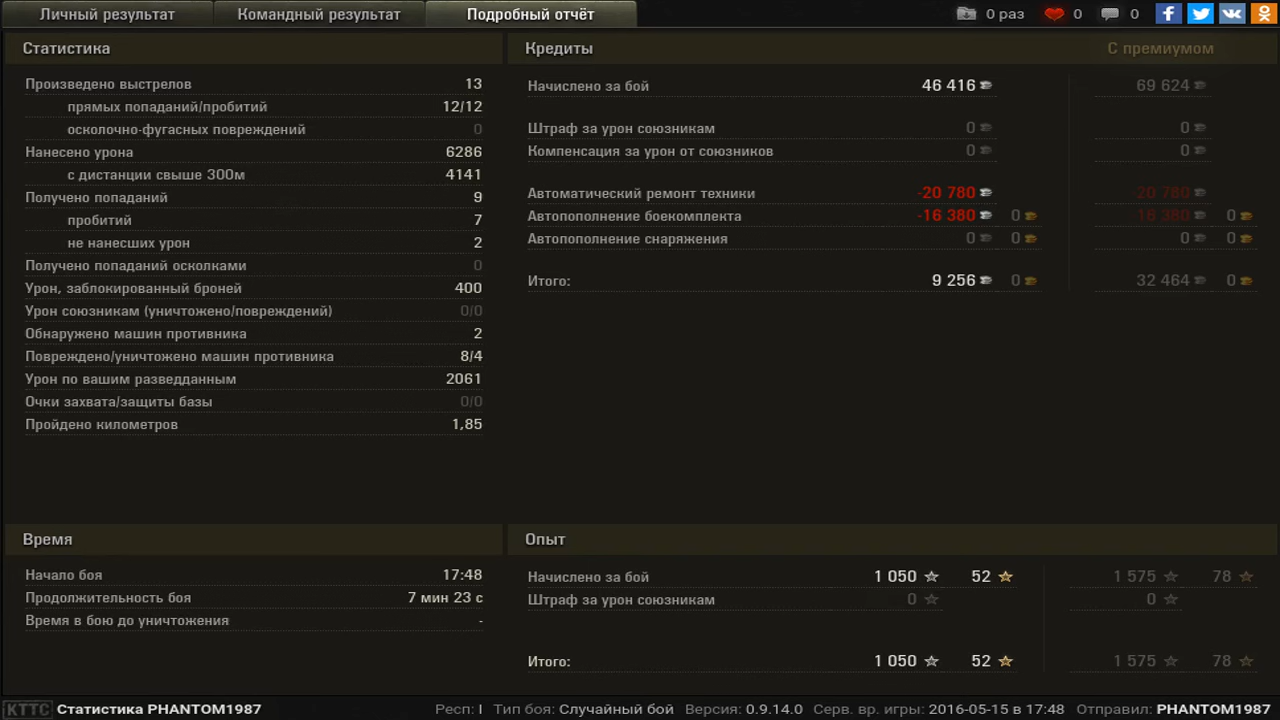 Личный результат Командный результат Подробный отчёт 0 раз 0 0
Статистика
Произведено выстрелов 13
прямых попаданий/пробитий 12/12
осколочно-фугасных повреждений 0
Нанесено урона 6286
с дистанции свыше 300м 4141
Получено попаданий 9
пробитий 7
не нанесших урон 2
Получено попаданий осколками 0
Урон, заблокированный броней 400
Урон союзникам (уничтожено/повреждений) 0/0
Обнаружено машин противника 2
Повреждено/уничтожено машин противника 8/4
Урон по вашим разведданным 2061
Очки захвата/защиты базы 0/0
Пройдено километров 1,85
Кредиты С премиумом
Начислено за бой 46 416 69 624
Штраф за урон союзникам 0 0
Компенсация за урон от союзников 0 0
Автоматический ремонт техники -20 780 -20 780
Автопополнение боекомплекта -16 380 0 16 380 0
Автопополнение снаряжения 0 0 0 0
Итого: 9 256 0 32 464 0
Время
Начало боя 17:48
Продолжительность боя 7 мин 23 с
Время в бою до уничтожения -
Опыт
Начислено за бой 1 050 52 1 575 78
Штраф за урон союзникам 0 0
Итого: 1 050 52 1 575 78
КТТС Статистика PHANTOM1987 Респ: I Тип боя: Случайный бой Версия: 0.9.14.0 Серв. вр. игры: 2016-05-15 в 17:48 Отправил: PHANTOM1987